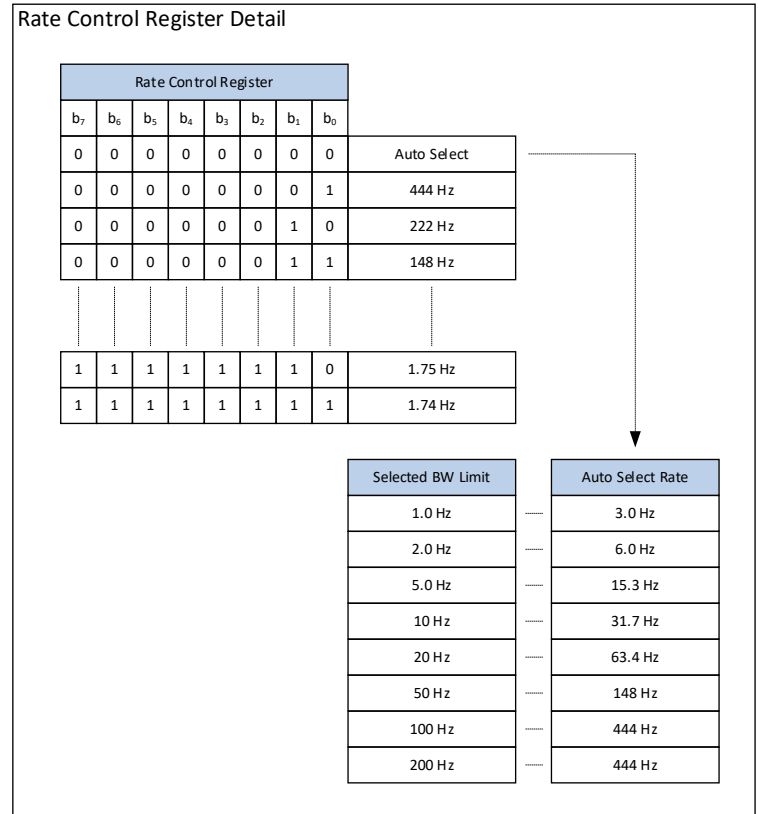 Rate Control Register Detail
Rate Control Register
b₇ b₆ b₅ b₄ b₃ b₂ b₁ b₀
0 0 0 0 0 0 0 0 Auto Select
0 0 0 0 0 0 0 1 444 Hz
0 0 0 0 0 0 1 0 222 Hz
0 0 0 0 0 0 1 1 148 Hz
1 1 1 1 1 1 1 0 1.75 Hz
1 1 1 1 1 1 1 1 1.74 Hz
Selected BW Limit Auto Select Rate
1.0 Hz 3.0 Hz
2.0 Hz 6.0 Hz
5.0 Hz 15.3 Hz
10 Hz 31.7 Hz
20 Hz 63.4 Hz
50 Hz 148 Hz
100 Hz 444 Hz
200 Hz 444 Hz